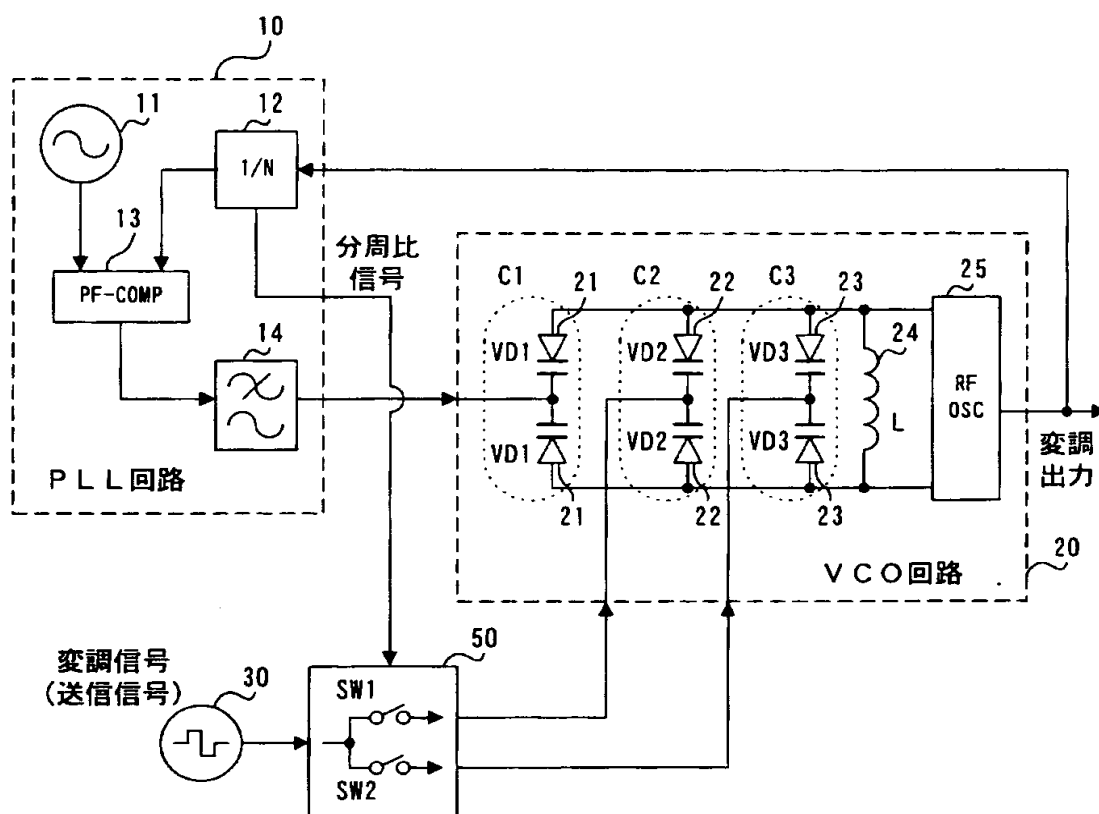 10
11
12
1/N
13
PF-COMP
分周比
信号
14
PLL回路
C1
C2
C3
21
22
23
25
VD1
VD2
VD3
24
RF
OSC
L
VD1
VD2
VD3
変調
出力
21
22
23
20
VCO回路
変調信号
(送信信号)
30
50
SW1
SW2